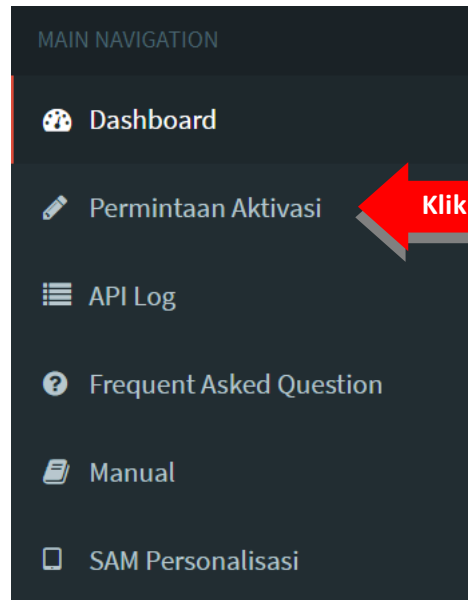 MAIN NAVIGATION
Dashboard
Permintaan Aktivasi
Klik
API Log
Frequent Asked Question
Manual
SAM Personalisasi